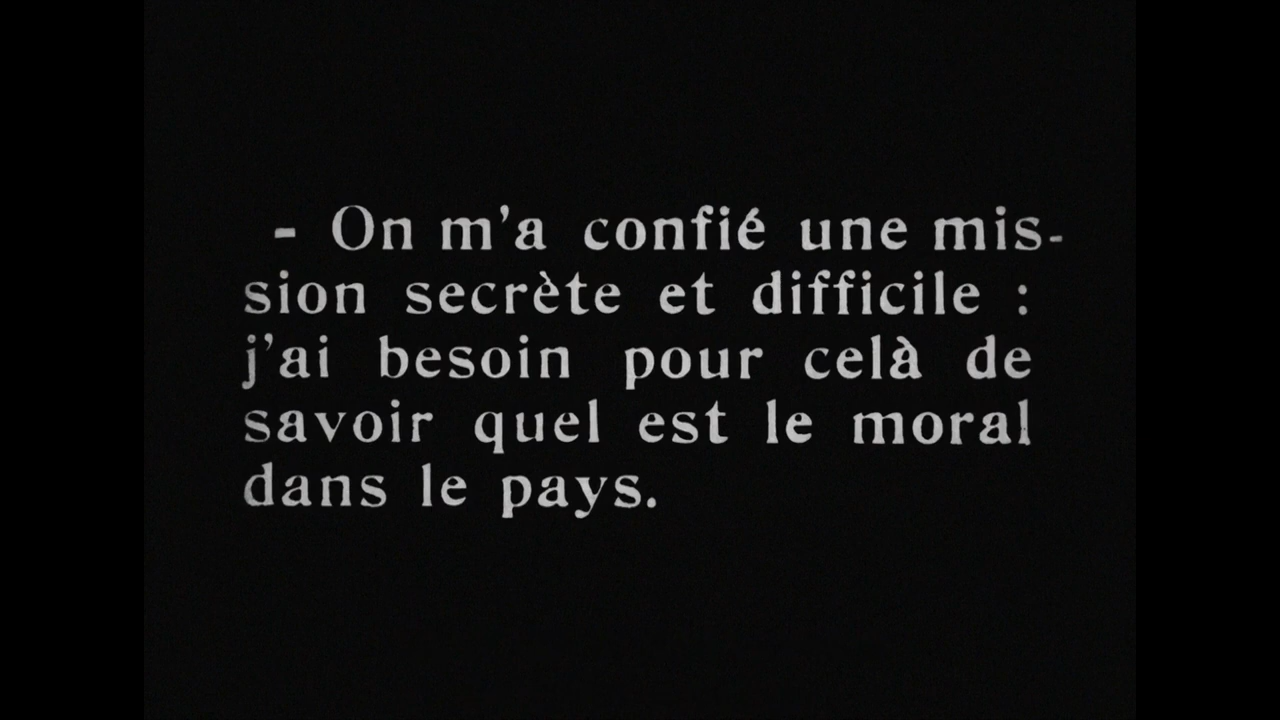 - On m'a confié une mis-
sion secrète et difficile :
j'ai besoin pour celà de
savoir quel est le moral
dans le pays.